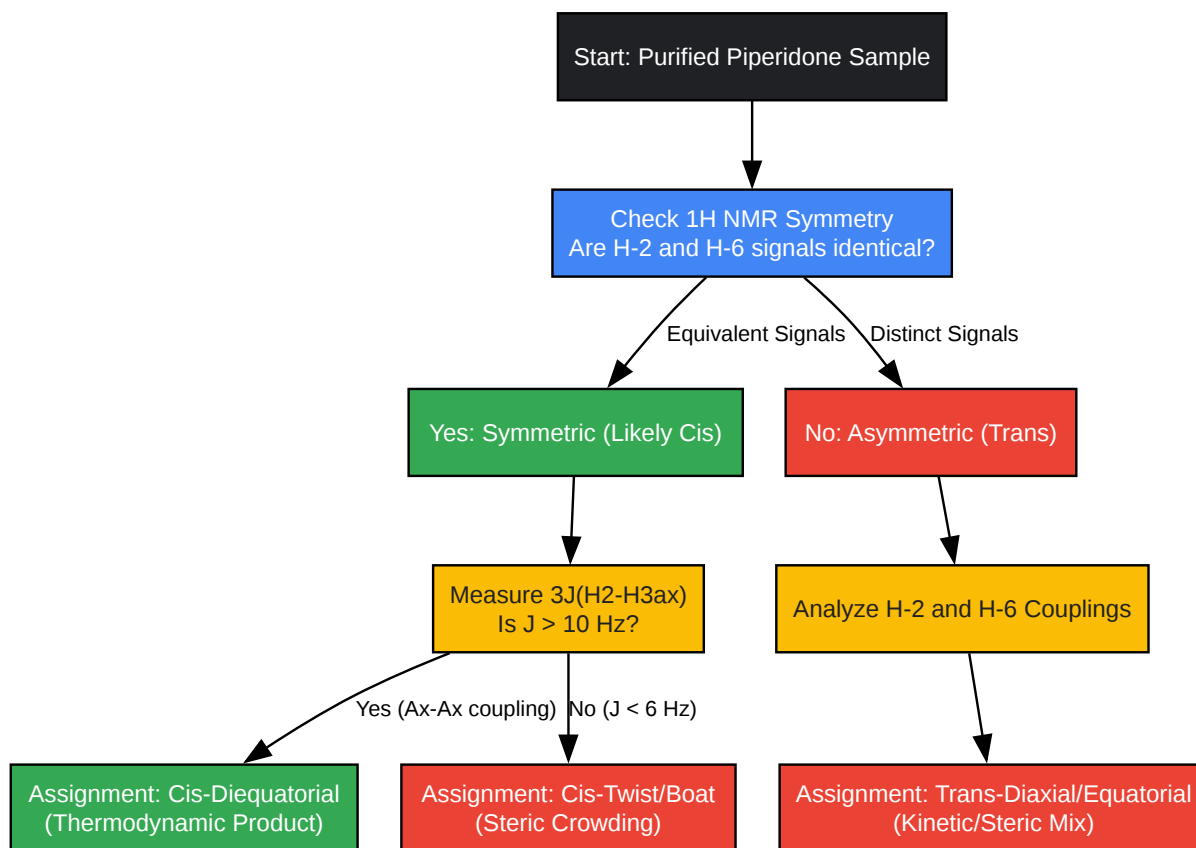 Start: Purified Piperidone Sample
Check 1H NMR Symmetry
Are H-2 and H-6 signals identical?
Equivalent Signals
Distinct Signals
Yes: Symmetric (Likely Cis)
No: Asymmetric (Trans)
Measure 3J(H2-H3ax)
Is J > 10 Hz?
Analyze H-2 and H-6 Couplings
Yes (Ax-Ax coupling)
No (J < 6 Hz)
Assignment: Cis-Diequatorial
(Thermodynamic Product)
Assignment: Cis-Twist/Boat
(Steric Crowding)
Assignment: Trans-Diaxial/Equatorial
(Kinetic/Steric Mix)